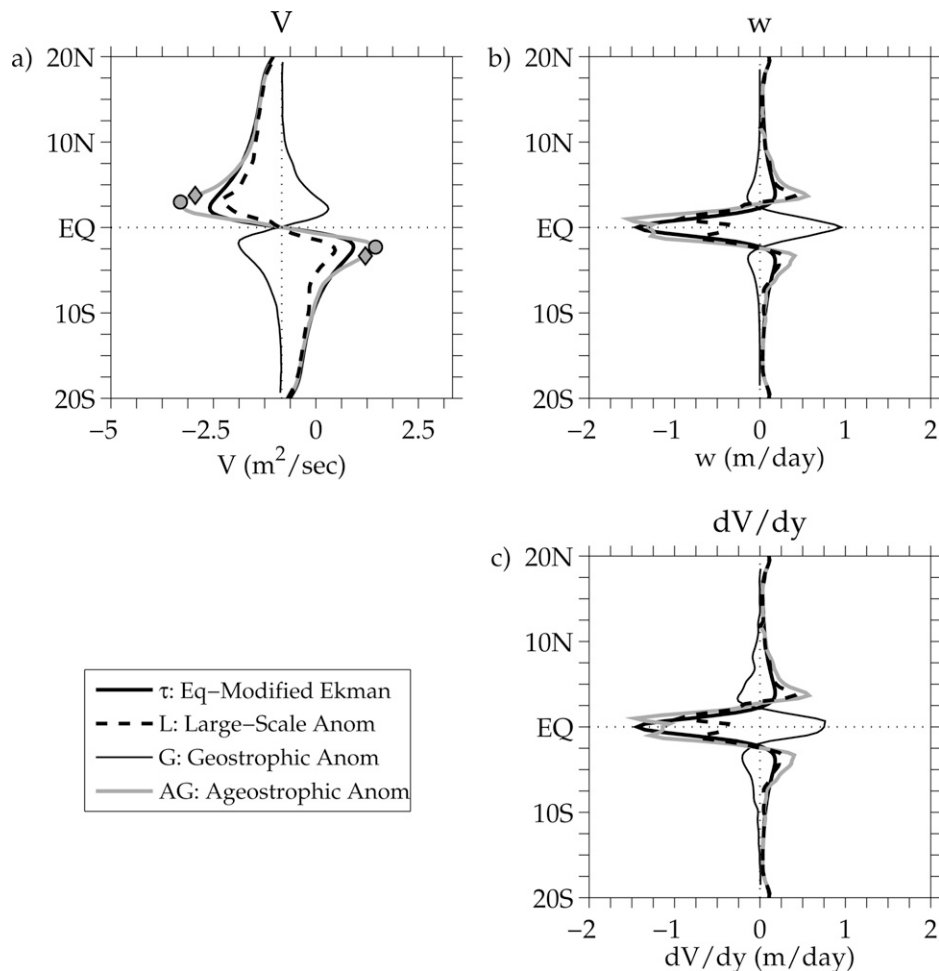 V
a)
20N
10N
EQ
10S
20S
−5 −2.5 0 2.5
V (m²/sec)
w
b)
20N
10N
EQ
10S
20S
−2 −1 0 1 2
w (m/day)
dV/dy
c)
20N
10N
EQ
10S
20S
−2 −1 0 1 2
dV/dy (m/day)
τ: Eq−Modified Ekman
L: Large−Scale Anom
G: Geostrophic Anom
AG: Ageostrophic Anom